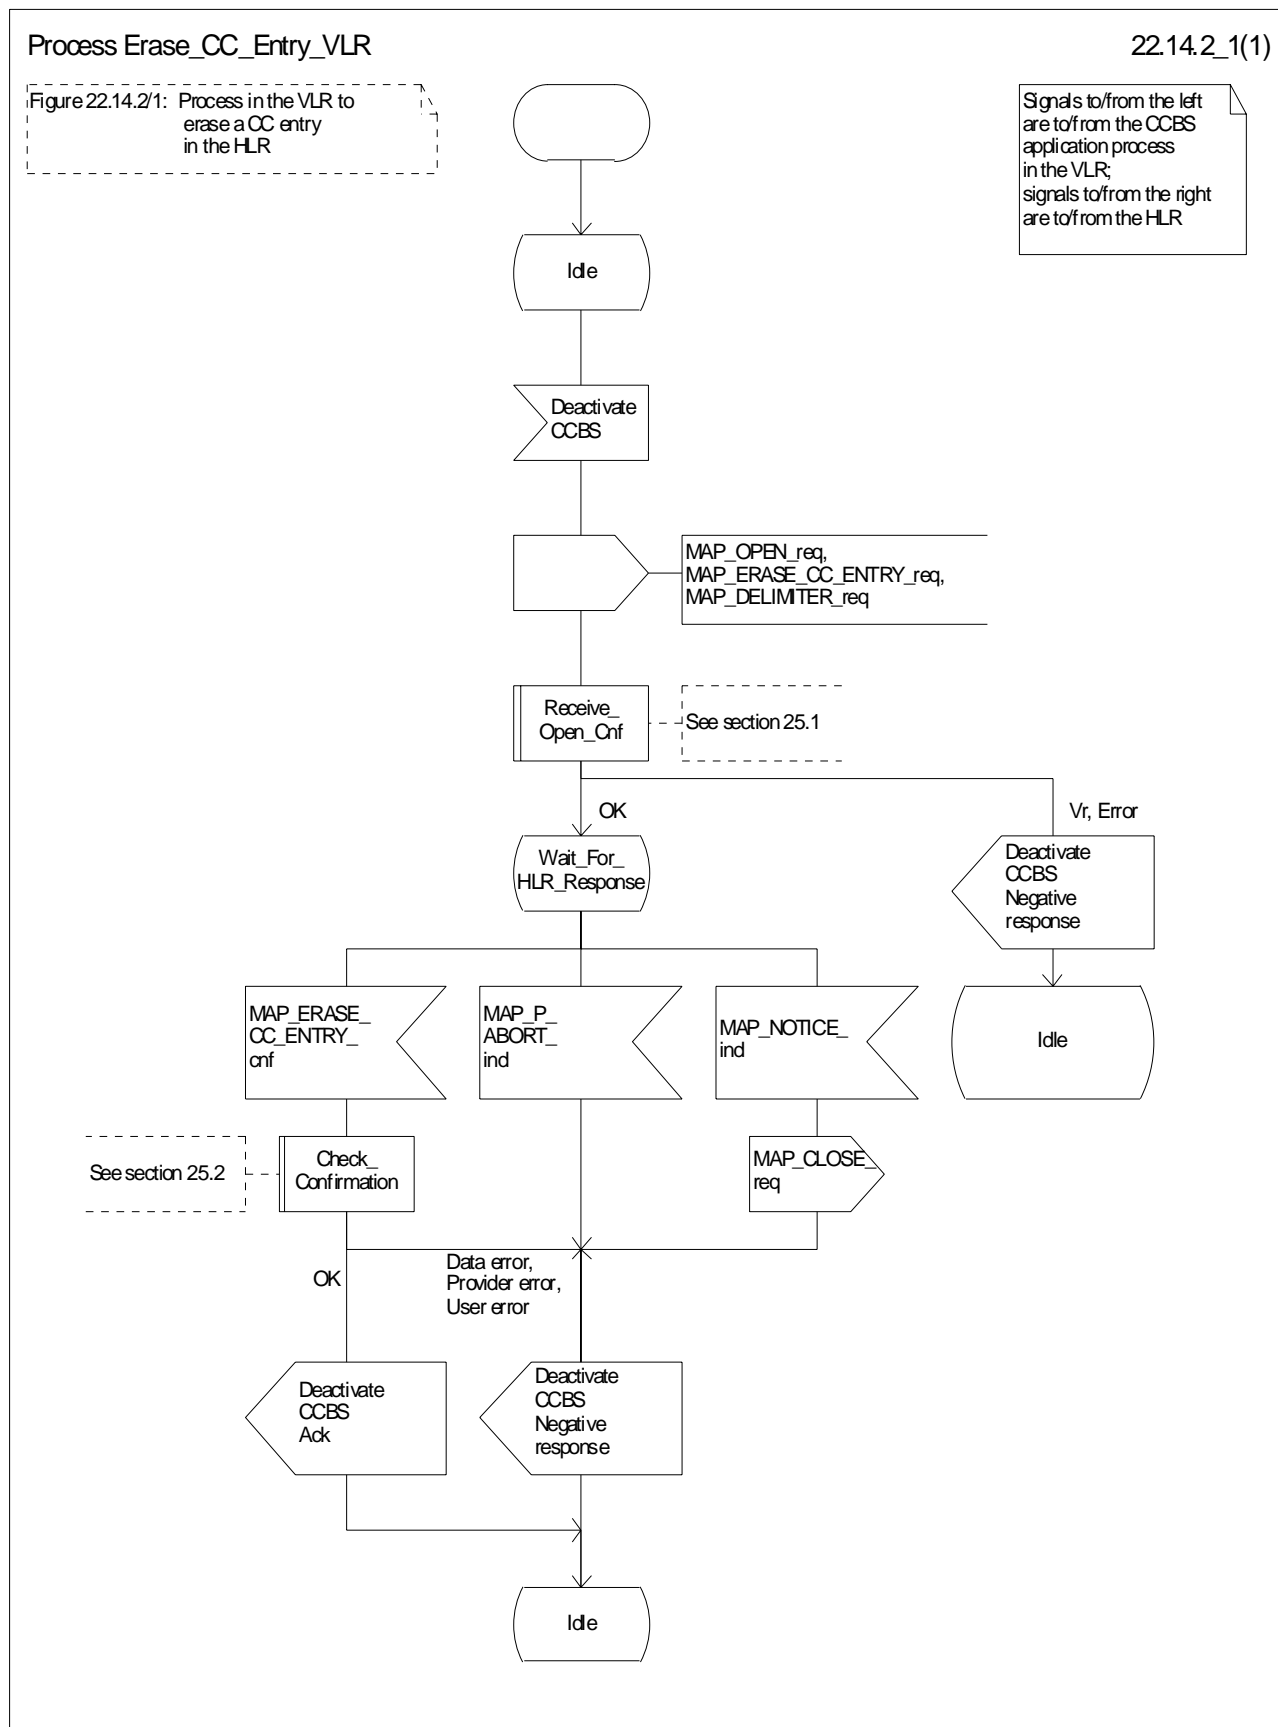 Process Erase_CC_Entry_VLR
22.14.2_1(1)
Figure 22.14.2/1: Process in the VLR to
erase a CC entry
in the HLR
Signals to/from the left
are to/from the CCBS
application process
in the VLR;
signals to/from the right
are to/from the HLR
Idle
Deactivate
CCBS
MAP_OPEN_req,
MAP_ERASE_CC_ENTRY_req,
MAP_DELIMITER_req
Receive_
Open_Cnf
See section 25.1
OK
Vr, Error
Wait_For_
HLR_Response
Deactivate
CCBS
Negative
response
MAP_ERASE_
CC_ENTRY_
cnf
MAP_P_
ABORT_
ind
MAP_NOTICE_
ind
Idle
See section 25.2
Check_
Confirmation
MAP_CLOSE_
req
OK
Data error,
Provider error,
User error
Deactivate
CCBS
Ack
Deactivate
CCBS
Negative
response
Idle